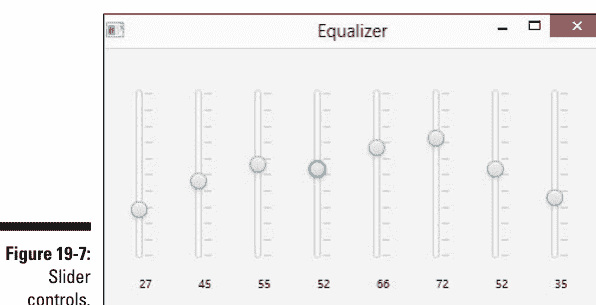 Equalizer
27 45 55 52 66 72 52 35
Figure 19-7:
Slider
controls.